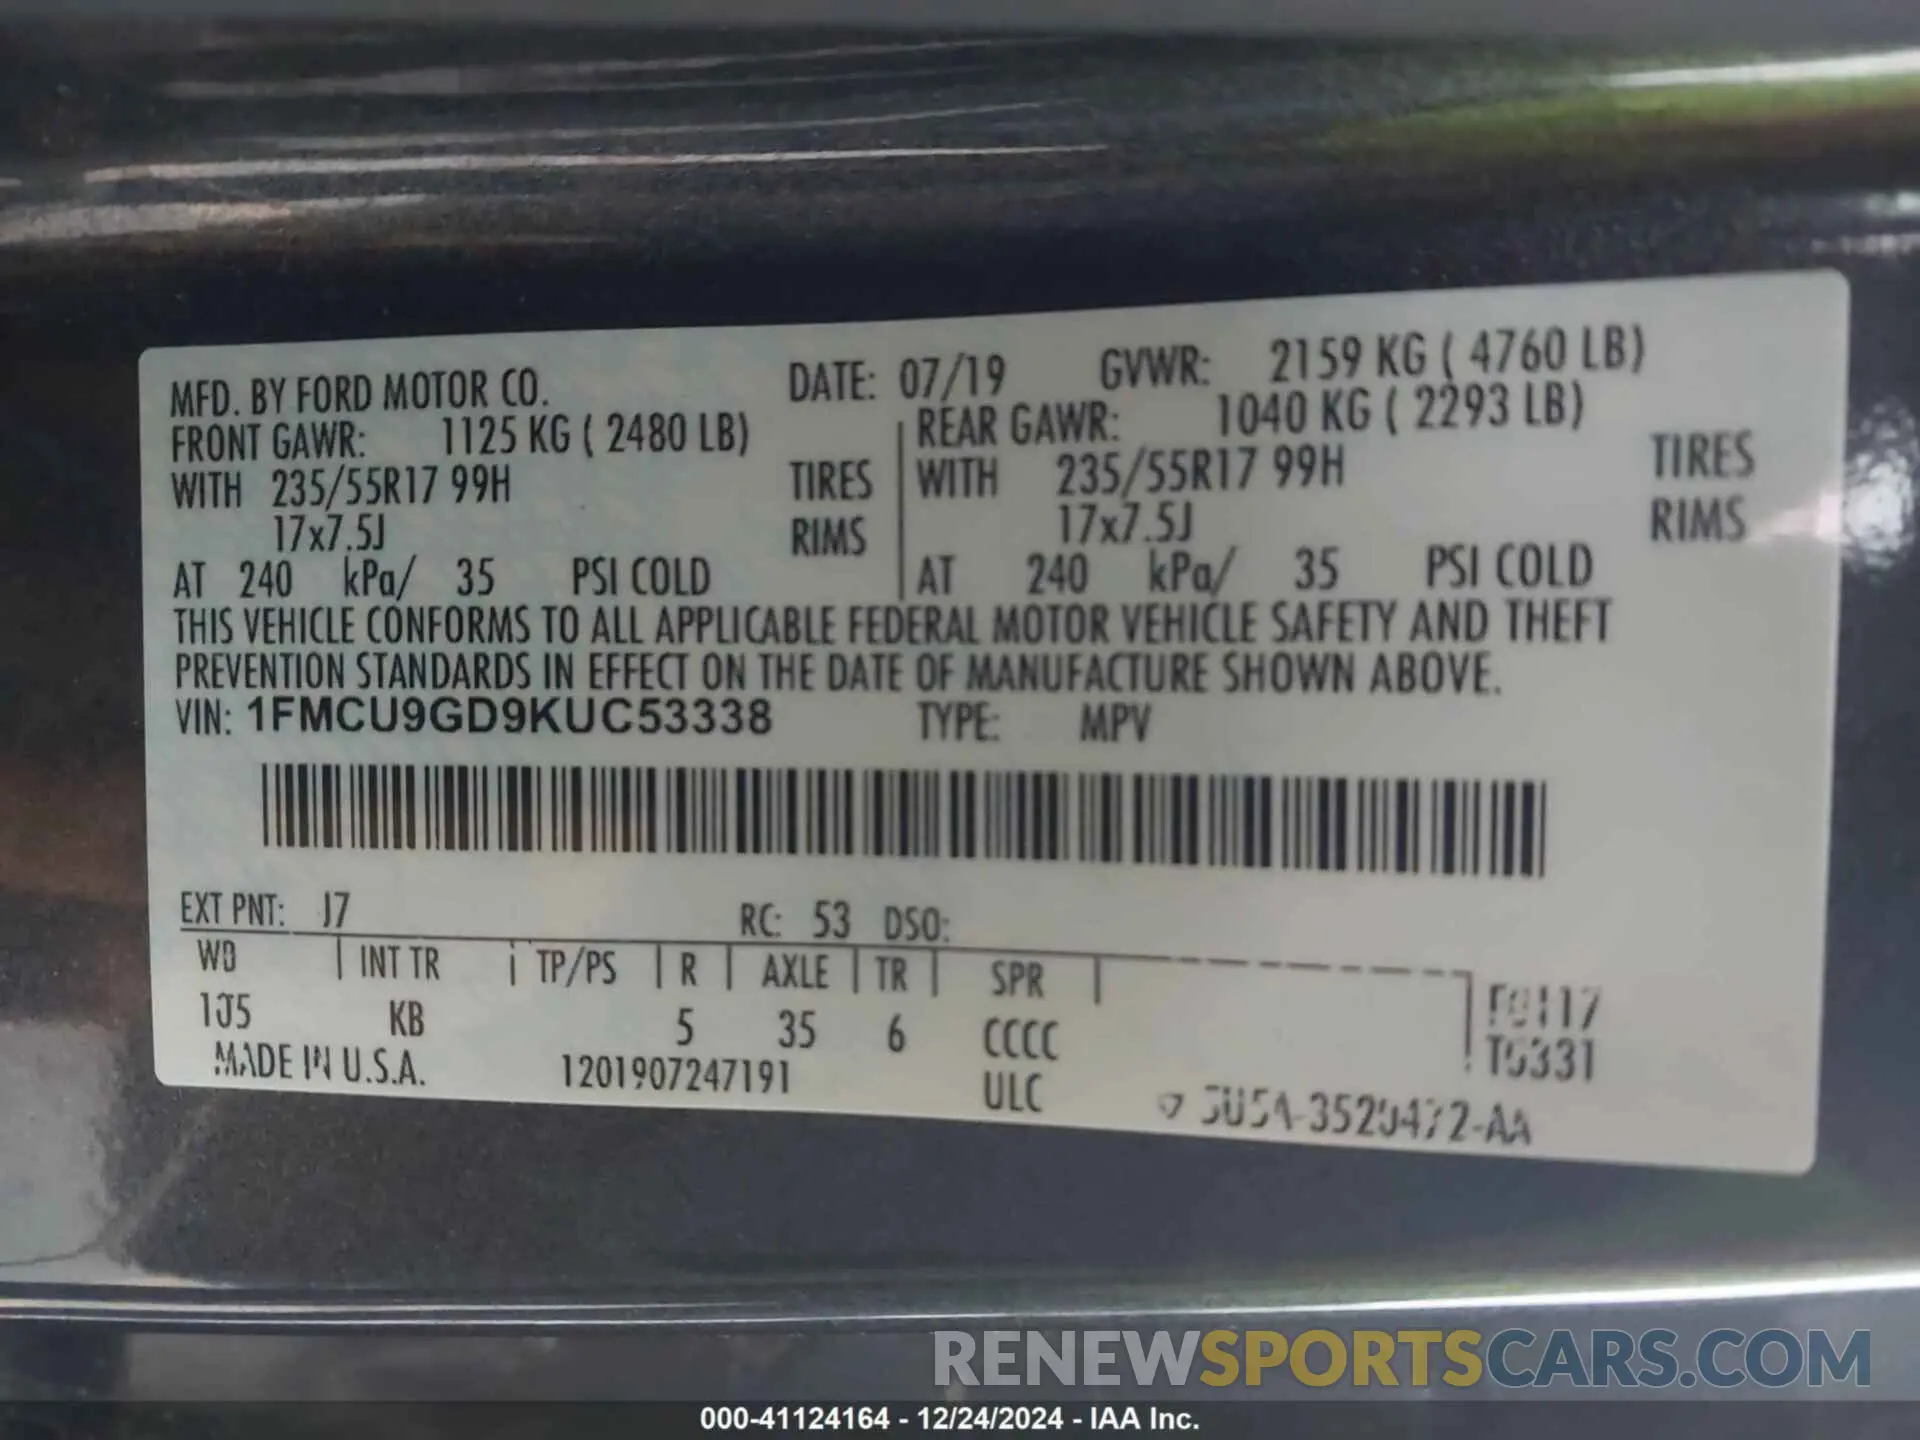 MFD. BY FORD MOTOR CO. DATE: 07/19 GVWR: 2159 KG ( 4760 LB)
FRONT GAWR: 1125 KG ( 2480 LB) REAR GAWR: 1040 KG ( 2293 LB)
WITH 235/55R17 99H TIRES WITH 235/55R17 99H TIRES
17x7.5J RIMS 17x7.5J RIMS
AT 240 kPa/ 35 PSI COLD AT 240 kPa/ 35 PSI COLD
THIS VEHICLE CONFORMS TO ALL APPLICABLE FEDERAL MOTOR VEHICLE SAFETY AND THEFT
PREVENTION STANDARDS IN EFFECT ON THE DATE OF MANUFACTURE SHOWN ABOVE.
VIN: 1FMCU9GD9KUC53338 TYPE: MPV
EXT PNT: J7 RC: 53 DSO:
WB INT TR TP/PS R AXLE TR SPR
105 KB 5 35 6 CCCC
MADE IN U.S.A. 1201907247191 ULC
RENEWSPORTSCARS.COM
000-41124164 - 12/24/2024 - IAA Inc.